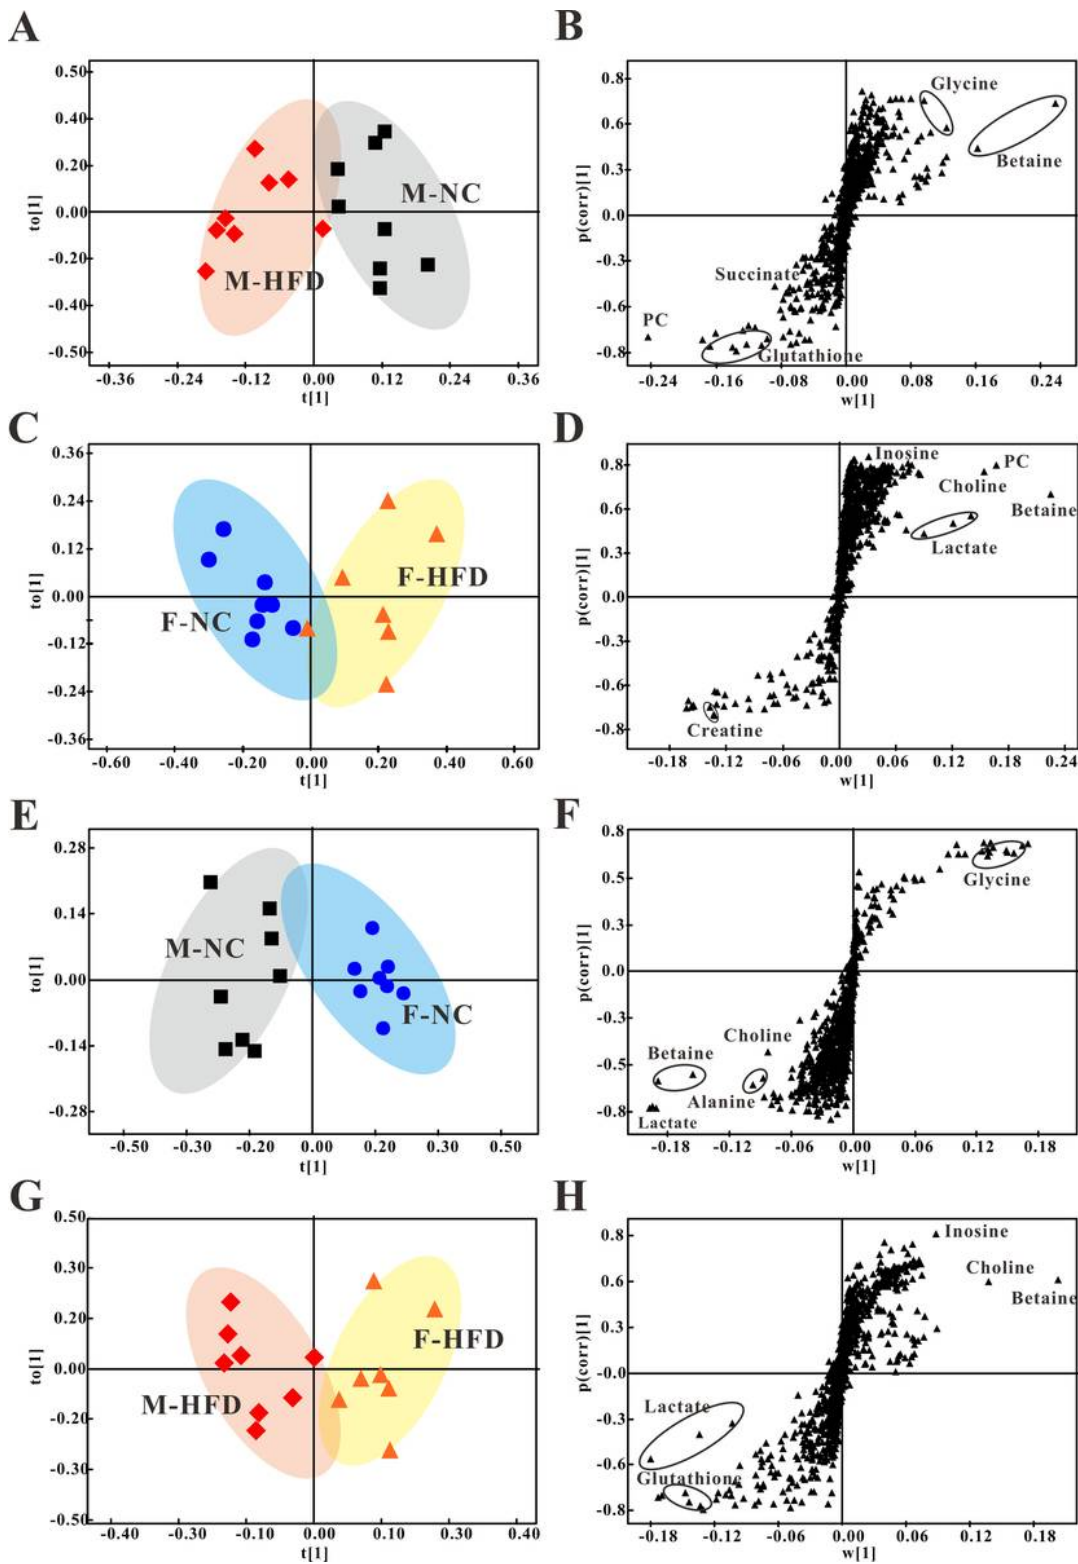 A
0.50
0.40
0.20
0.00
-0.20
-0.40
-0.50
to[1]
M-NC
M-HFD
-0.36 -0.24 -0.12 0.00 0.12 0.24 0.36
t[1]
B
0.8
0.6
0.3
0.0
-0.3
-0.6
-0.8
p(corr)[1]
Glycine
Betaine
Succinate
PC
Glutathione
-0.24 -0.16 -0.08 0.00 0.08 0.16 0.24
w[1]
C
0.36
0.24
0.12
0.00
-0.12
-0.24
-0.36
to[1]
F-HFD
F-NC
-0.60 -0.40 -0.20 0.00 0.20 0.40 0.60
t[1]
D
0.8
0.6
0.3
0.0
-0.3
-0.6
-0.8
p(corr)[1]
Inosine
PC
Choline
Betaine
Lactate
Creatine
-0.18 -0.12 -0.06 0.00 0.06 0.12 0.18 0.24
w[1]
E
0.28
0.14
0.00
-0.14
-0.28
to[1]
M-NC
F-NC
-0.50 -0.20 0.00 0.20 0.50
t[1]
F
0.8
0.5
0.3
0.0
-0.3
-0.5
-0.8
p(corr)[1]
Glycine
Choline
Betaine
Alanine
Lactate
-0.18 -0.12 -0.06 0.00 0.06 0.12 0.18
w[1]
G
0.50
0.30
0.20
0.00
-0.20
-0.30
-0.50
to[1]
F-HFD
M-HFD
-0.40 -0.20 -0.10 0.00 0.10 0.20 0.40
t[1]
H
0.8
0.6
0.3
-0.0
-0.3
-0.6
-0.8
p(corr)[1]
Inosine
Choline
Betaine
Lactate
Glutathione
-0.18 -0.12 -0.06 0.00 0.06 0.12 0.18
w[1]